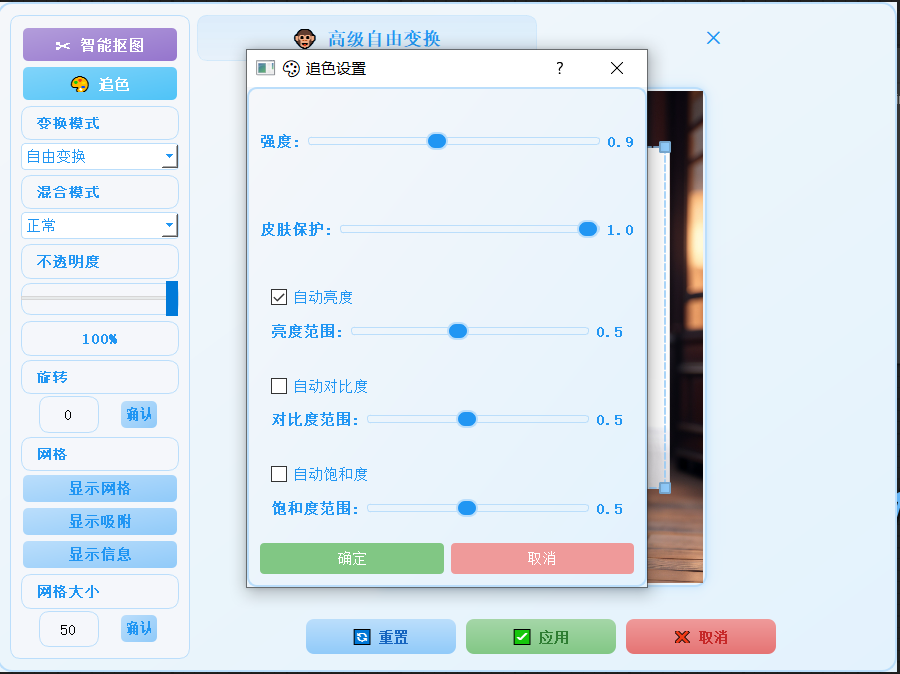 智能抠图
追色
变换模式
自由变换
混合模式
正常
不透明度
100%
旋转
0
确认
网格
显示网格
显示吸附
显示信息
网格大小
50
确认
高级自由变换
追色设置
?
强度：
0.9
皮肤保护：
1.0
自动亮度
亮度范围：
0.5
自动对比度
对比度范围：
0.5
自动饱和度
饱和度范围：
0.5
确定
取消
重置
应用
取消